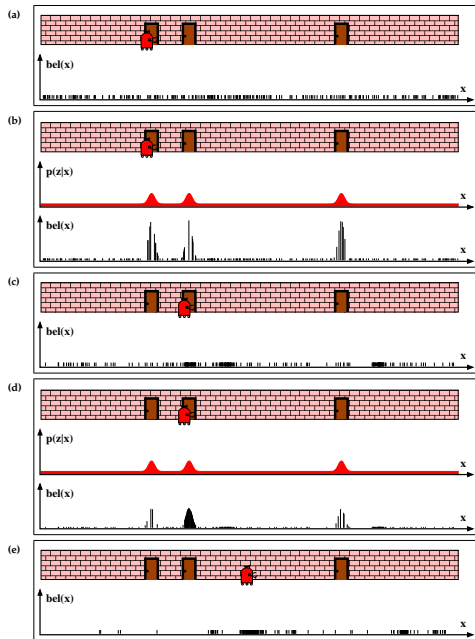 (a)
bel(x)
x
(b)
p(z|x)
x
bel(x)
x
(c)
bel(x)
x
(d)
p(z|x)
x
bel(x)
x
(e)
bel(x)
x